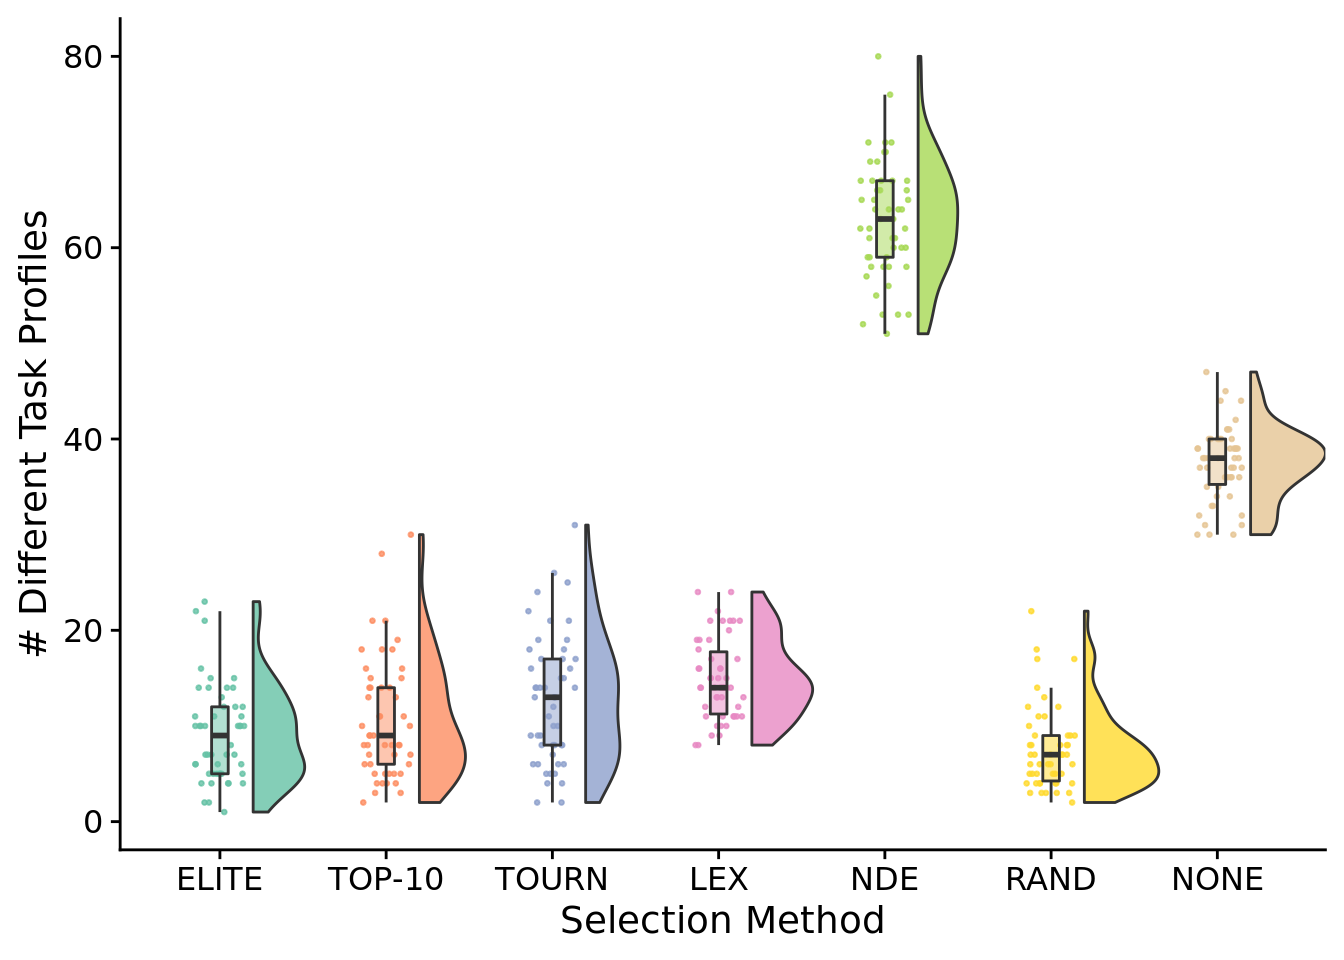 80
60
40
20
0
# Different Task Profiles
ELITE TOP-10 TOURN LEX NDE RAND NONE
Selection Method